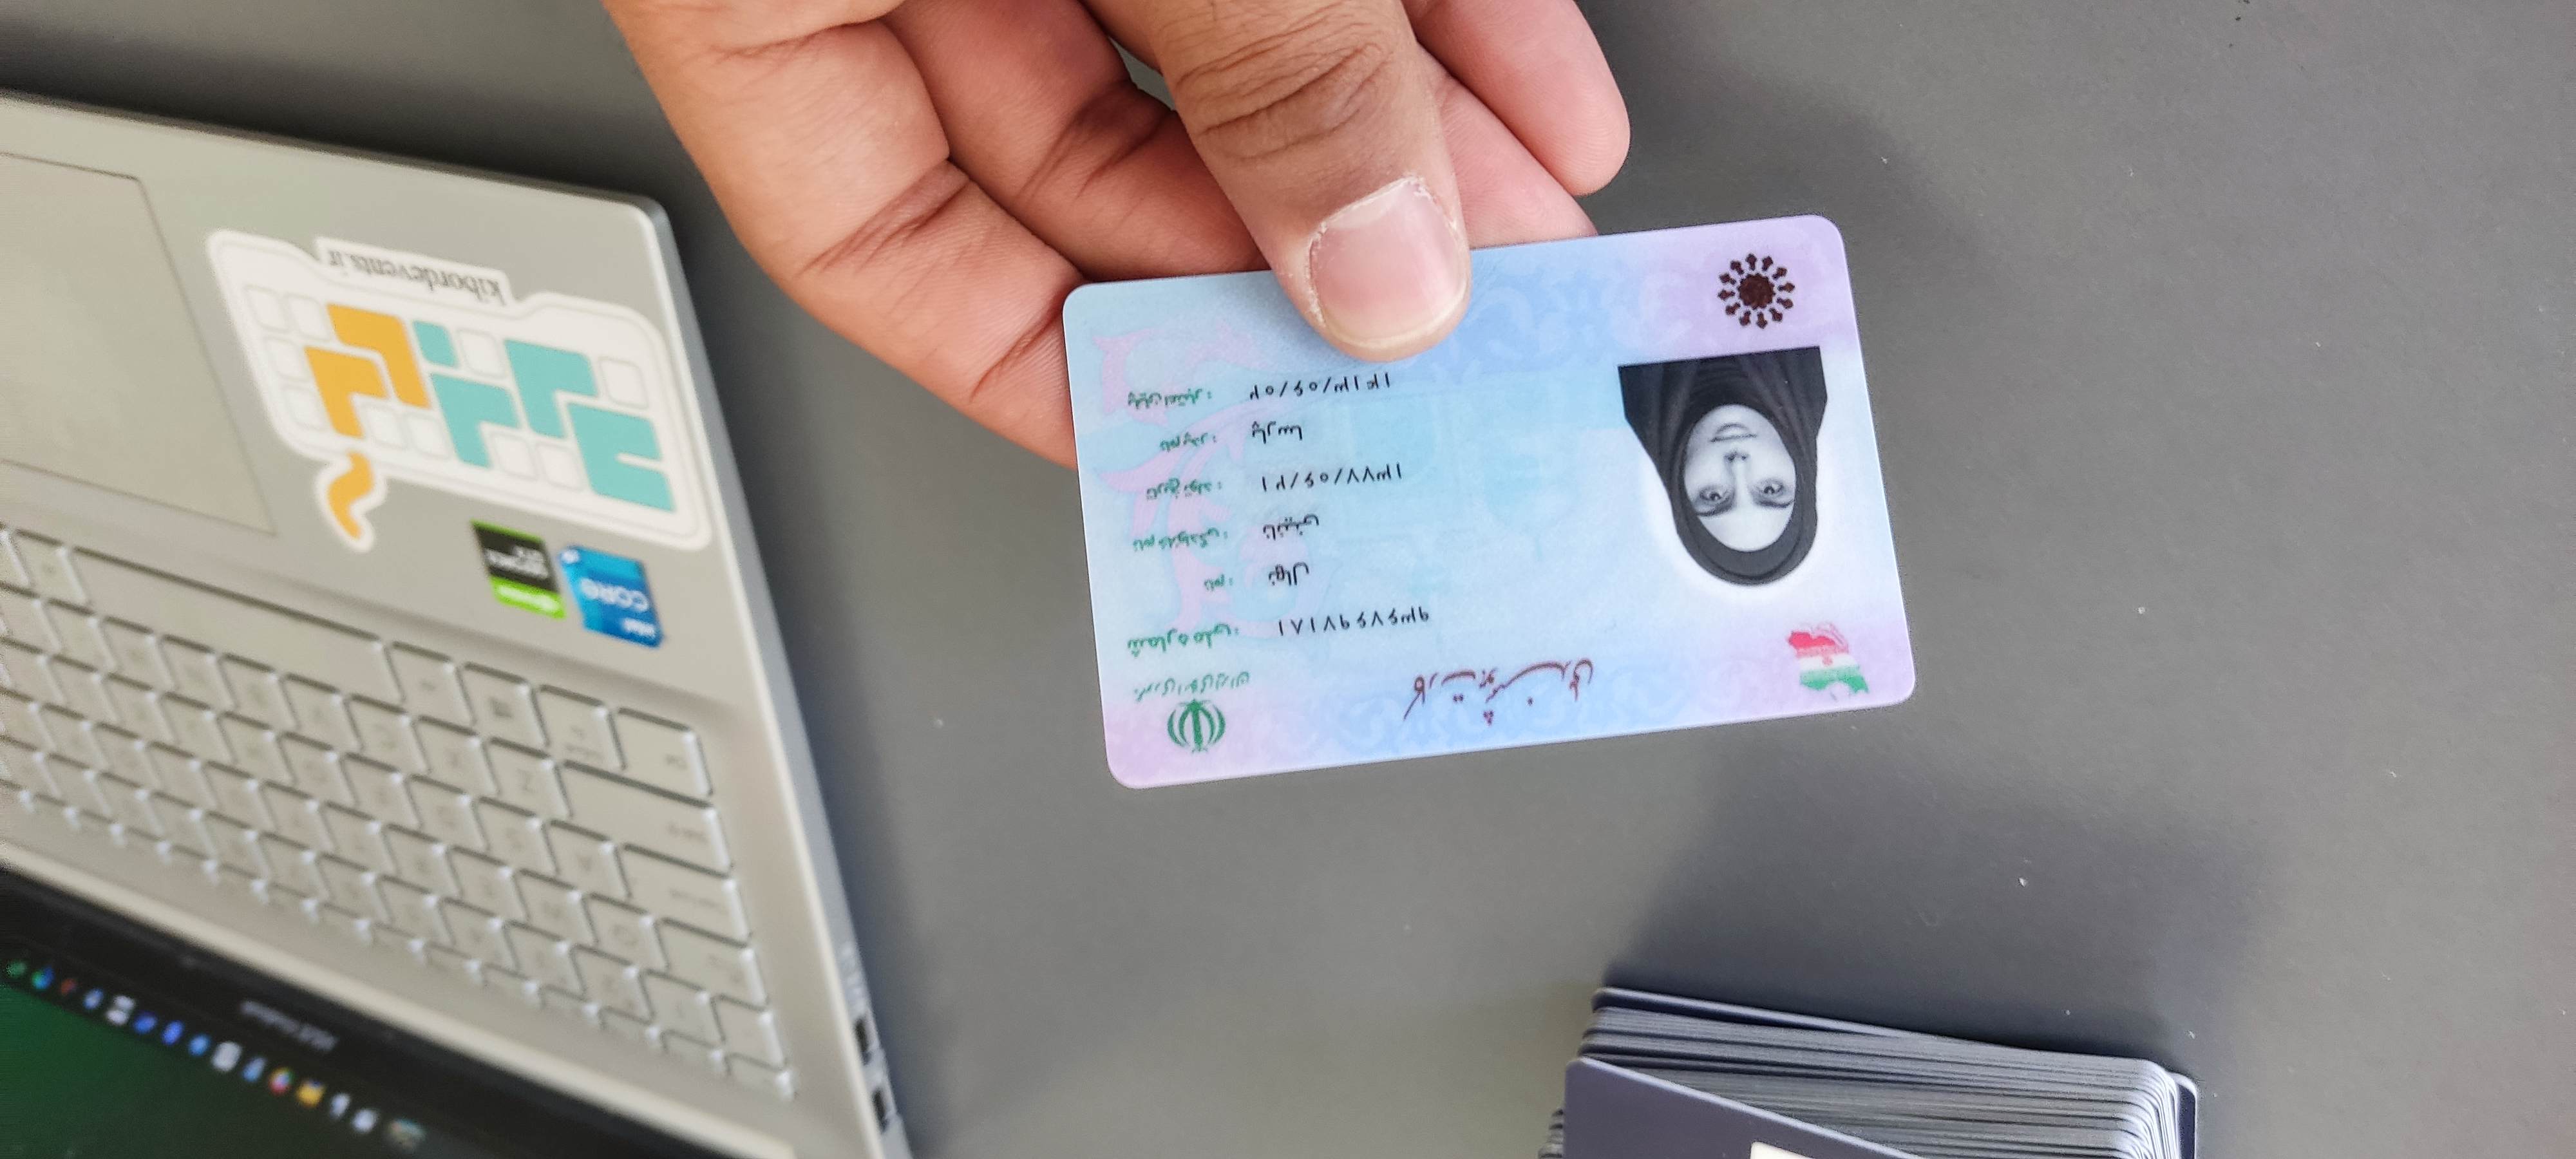 جمهوری اسلامی ایران
کارت هوشمند ملی
شماره ملی: ۹۳۶۷۶۹۷۱۸۱
نام: نهال
نام خانوادگی: نائینی
تاریخ تولد: ۱۳۷۷/۰۶/۲۱
نام پدر: پارسا
پایان اعتبار: ۱۴۱۳/۰۶/۰۲
CORE
kibordevents.ir